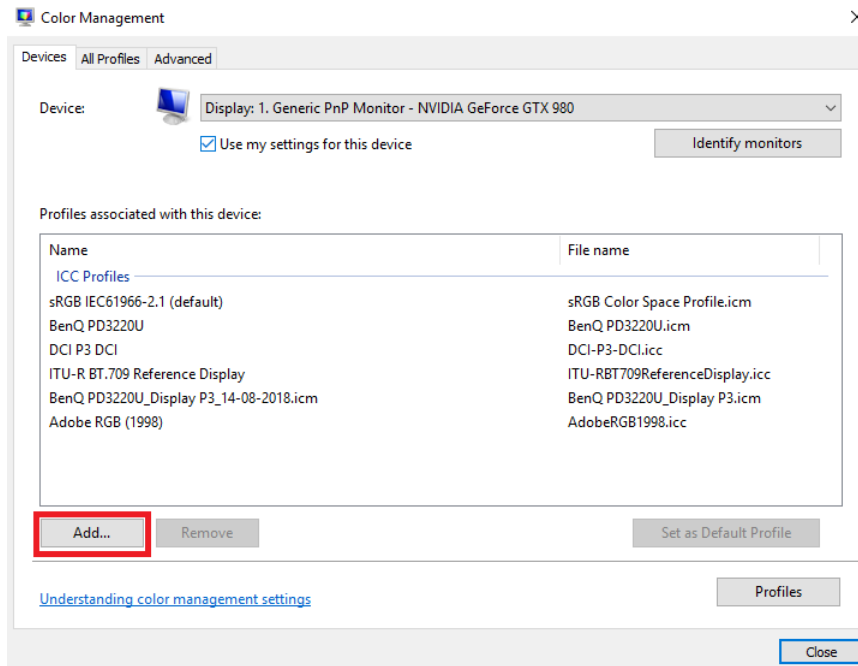 Color Management
Devices All Profiles Advanced
Device: Display: 1. Generic PnP Monitor - NVIDIA GeForce GTX 980
Use my settings for this device Identify monitors
Profiles associated with this device:
Name File name
ICC Profiles
sRGB IEC61966-2.1 (default) sRGB Color Space Profile.icm
BenQ PD3220U BenQ PD3220U.icm
DCI P3 DCI DCI-P3-DCI.icc
ITU-R BT.709 Reference Display ITU-RBT709ReferenceDisplay.icc
BenQ PD3220U_Display P3_14-08-2018.icm BenQ PD3220U_Display P3.icm
Adobe RGB (1998) AdobeRGB1998.icc
Add... Remove Set as Default Profile
Understanding color management settings Profiles
Close